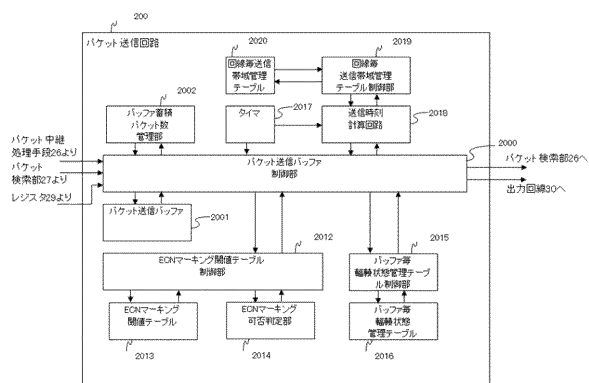 200
パケット送信回路
2020
回線毎送信
帯域管理
テーブル
2019
回線毎
送信帯域管理
テーブル制御部
2002
バッファ蓄積
パケット数
管理部
2017
タイマ
2018
送信時刻
計算回路
パケット中継
処理手段26より
パケット
検索部27より
レジスタ29より
2000
パケット送信バッファ
制御部
パケット検索部26へ
出力回線30へ
パケット送信バッファ
2001
2012
ECNマーキング閾値テーブル
制御部
2015
バッファ毎
輻輳状態管理テーブ
ル制御部
ECNマーキング
閾値テーブル
2013
ECNマーキング
可否判定部
2014
バッファ毎
輻輳状態
管理テーブル
2016